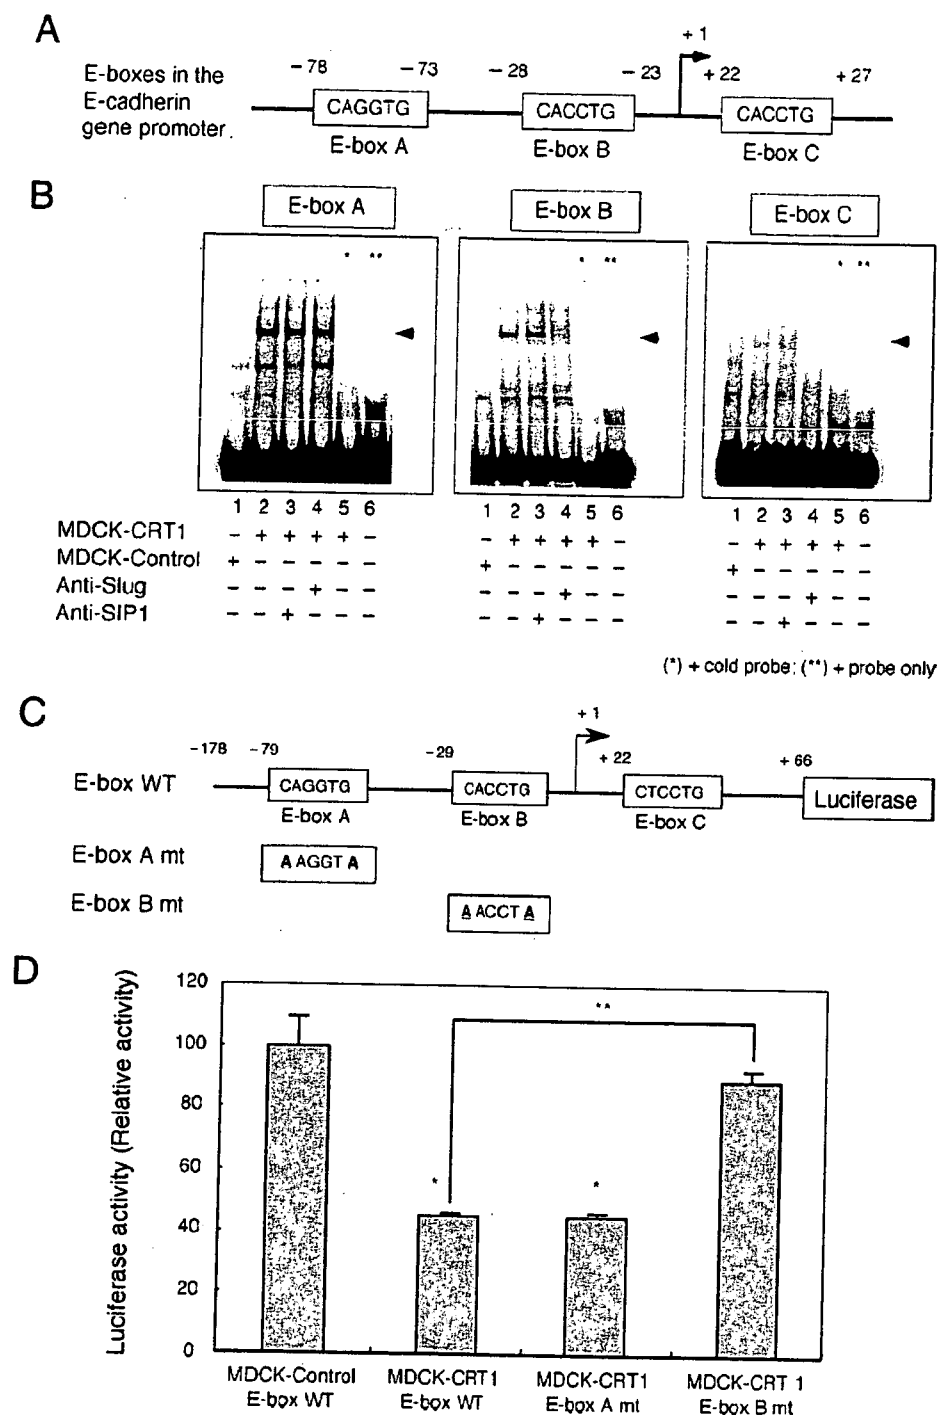 A
+ 1
− 78
− 73
− 28
− 23
+ 22
+ 27
E-boxes in the
E-cadherin
gene promoter.
CAGGTG
CACCTG
CACCTG
E-box A
E-box B
E-box C
B
E-box A
E-box B
E-box C
* **
* **
* **
1 2 3 4 5 6
1 2 3 4 5 6
1 2 3 4 5 6
MDCK-CRT1 − + + + + − − + + + + − − + + + + −
MDCK-Control + − − − − − + − − − − − + − − − − −
Anti-Slug − − − + − − − − − + − − − − − + − −
Anti-SIP1 − − + − − − − − + − − − − − + − − −
(*) + cold probe; (**) + probe only
C
+ 1
-178
-79
-29
+ 22
+ 66
E-box WT
CAGGTG
CACCTG
CTCCTG
Luciferase
E-box A
E-box B
E-box C
E-box A mt
A AGGT A
E-box B mt
A ACCT A
D
Luciferase activity (Relative activity)
120
100
80
60
40
20
0
**
*
*
MDCK-Control
E-box WT
MDCK-CRT1
E-box WT
MDCK-CRT1
E-box A mt
MDCK-CRT 1
E-box B mt